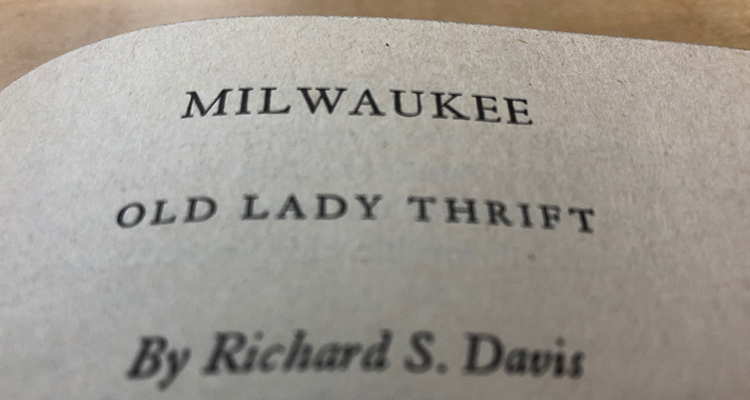 MILWAUKEE
OLD LADY THRIFT
By Richard S. Davis